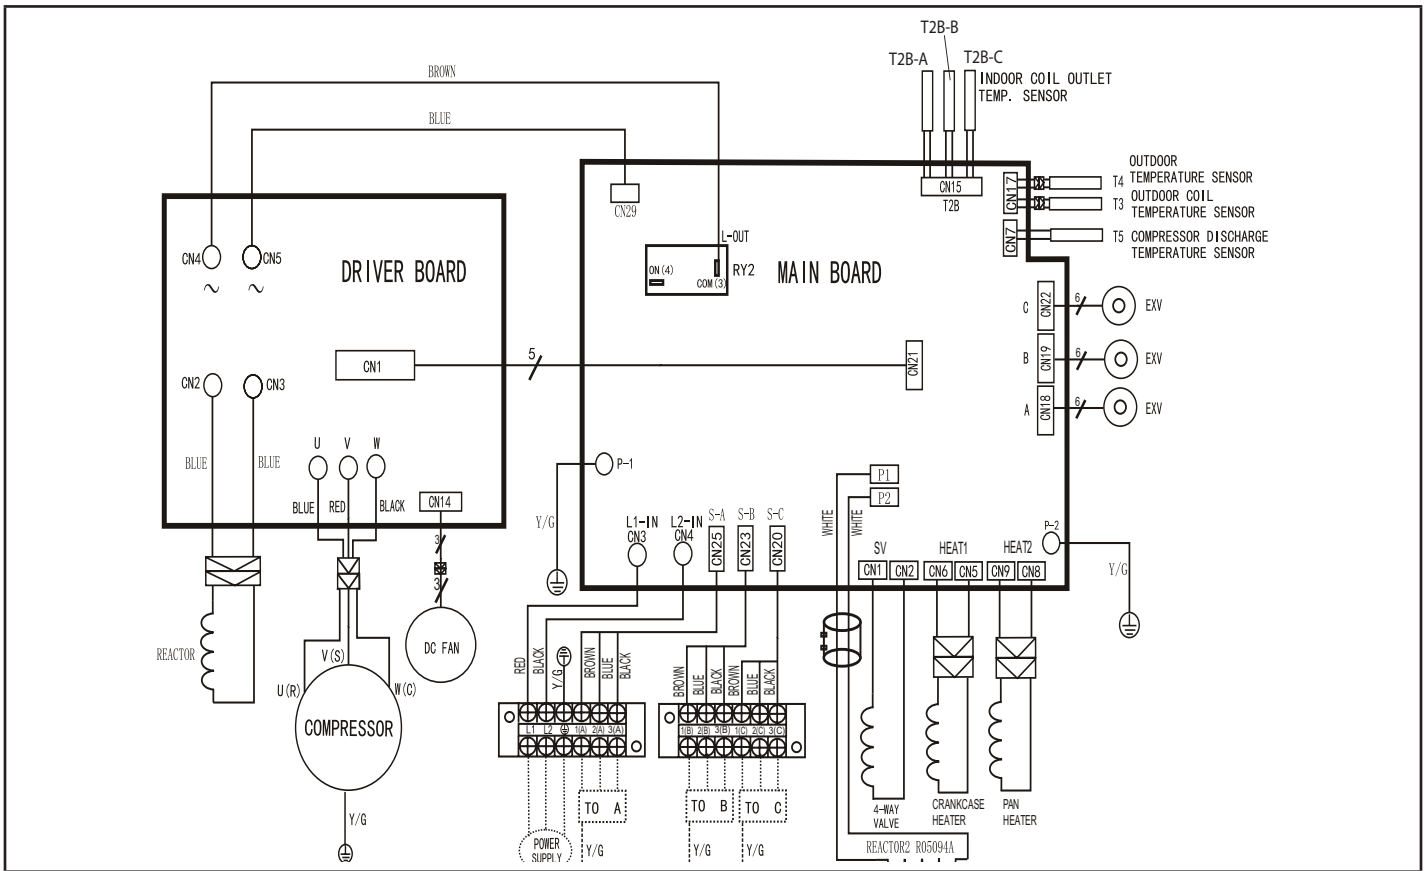 T2B-B
T2B-A
T2B-C
INDOOR COIL OUTLET
TEMP. SENSOR
BROWN
BLUE
CN15
T2B
CN17
OUTDOOR
T4 TEMPERATURE SENSOR
T3 OUTDOOR COIL
TEMPERATURE SENSOR
CN7
T5 COMPRESSOR DISCHARGE
TEMPERATURE SENSOR
CN29
L-OUT
ON(4)
COM(3)
RY2
MAIN BOARD
DRIVER BOARD
CN4
CN5
~
~
C
CN22
6
EXV
B
CN19
6
EXV
A
CN18
6
EXV
CN1
5
CN21
CN2
CN3
BLUE
BLUE
U
V
W
BLUE
RED
BLACK
CN14
3
3
DC FAN
P-1
Y/G
P1
P2
WHITE
WHITE
L1-IN
CN3
L2-IN
CN4
S-A
CN25
S-B
CN23
S-C
CN20
SV
CN1
CN2
HEAT1
CN6
CN5
HEAT2
CN9
CN8
P-2
Y/G
REACTOR
V(S)
U(R)
W(C)
COMPRESSOR
Y/G
RED
BLACK
Y/G
BROWN
BLUE
BLACK
BROWN
BLUE
BLACK
BROWN
BLUE
BLACK
L1
L2
1(A)
2(A)
3(A)
1(B)
2(B)
3(B)
1(C)
2(C)
3(C)
TO A
TO B
TO C
POWER
SUPPLY
Y/G
Y/G
Y/G
4-WAY
VALVE
CRANKCASE
HEATER
PAN
HEATER
REACTOR2 R05094A